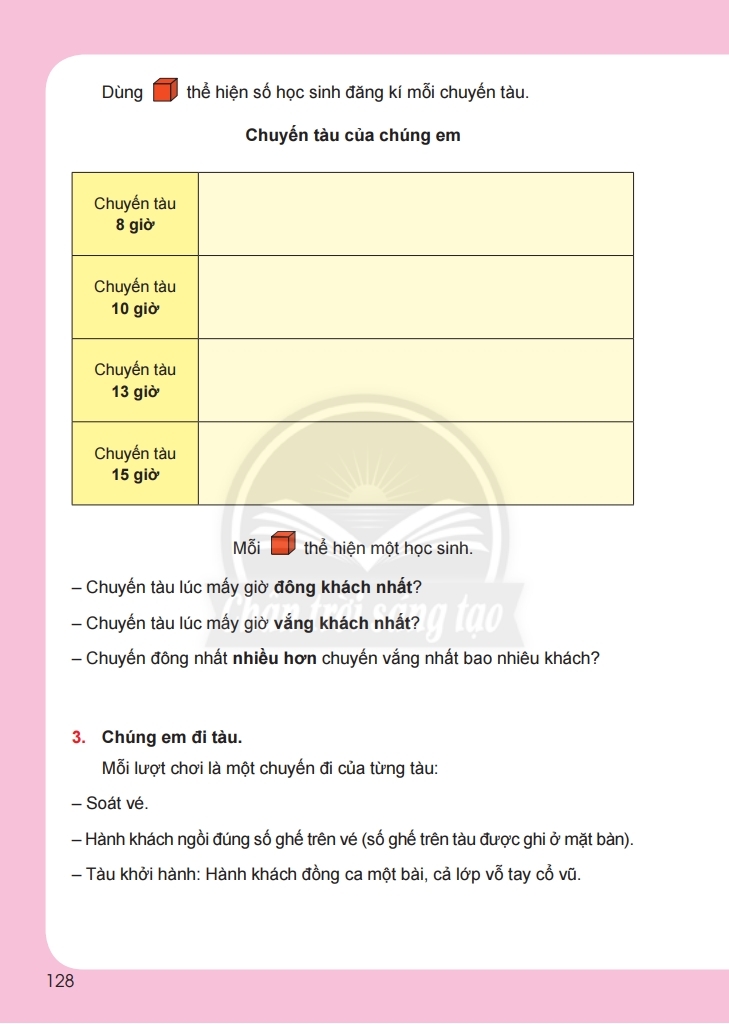 Dùng thể hiện số học sinh đăng kí mỗi chuyến tàu.
Chuyến tàu của chúng em
Chuyến tàu
8 giờ
Chuyến tàu
10 giờ
Chuyến tàu
13 giờ
Chuyến tàu
15 giờ
Mỗi thể hiện một học sinh.
– Chuyến tàu lúc mấy giờ đông khách nhất?
– Chuyến tàu lúc mấy giờ vắng khách nhất?
Chân trời sáng tạo
– Chuyến đông nhất nhiều hơn chuyến vắng nhất bao nhiêu khách?
3. Chúng em đi tàu.
Mỗi lượt chơi là một chuyến đi của từng tàu:
– Soát vé.
– Hành khách ngồi đúng số ghế trên vé (số ghế trên tàu được ghi ở mặt bàn).
– Tàu khởi hành: Hành khách đồng ca một bài, cả lớp vỗ tay cổ vũ.
128